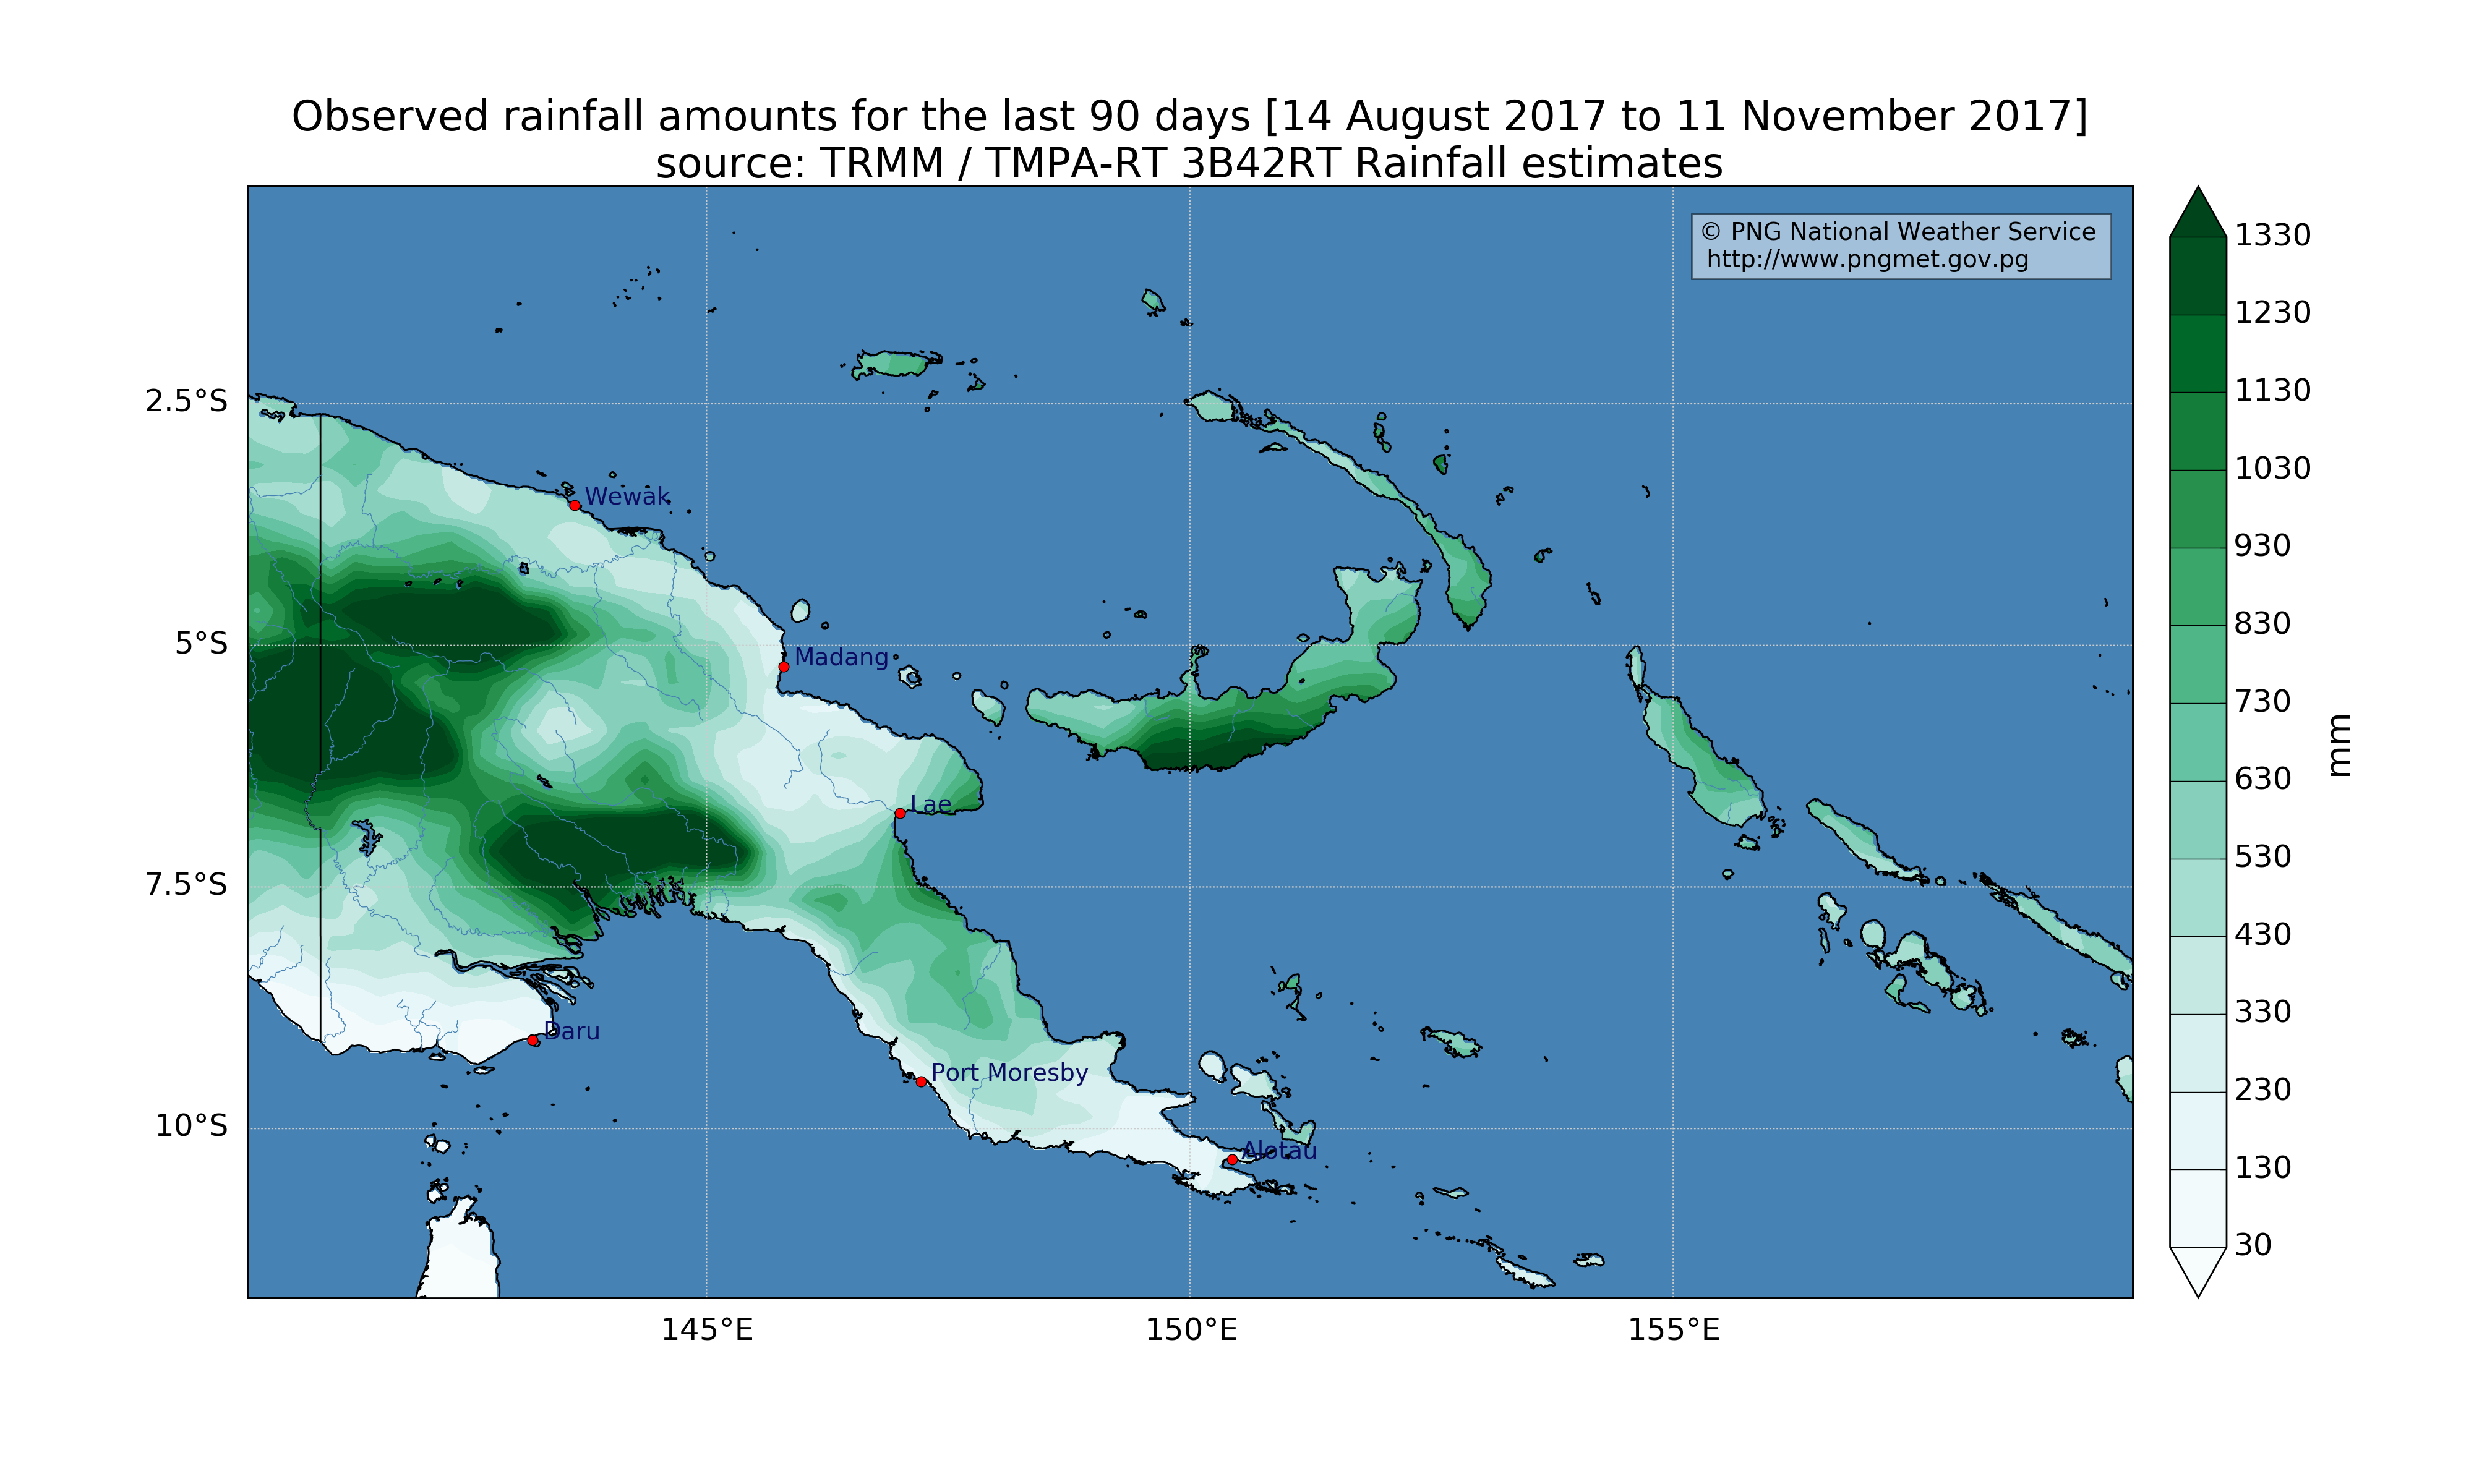 Observed rainfall amounts for the last 90 days [14 August 2017 to 11 November 2017]
source: TRMM / TMPA-RT 3B42RT Rainfall estimates
© PNG National Weather Service
http://www.pngmet.gov.pg
1330
1230
1130
1030
930
830
730
630
530
430
330
230
130
30
mm
2.5°S
5°S
7.5°S
10°S
Wewak
Madang
Lae
Daru
Port Moresby
Alotau
145°E
150°E
155°E